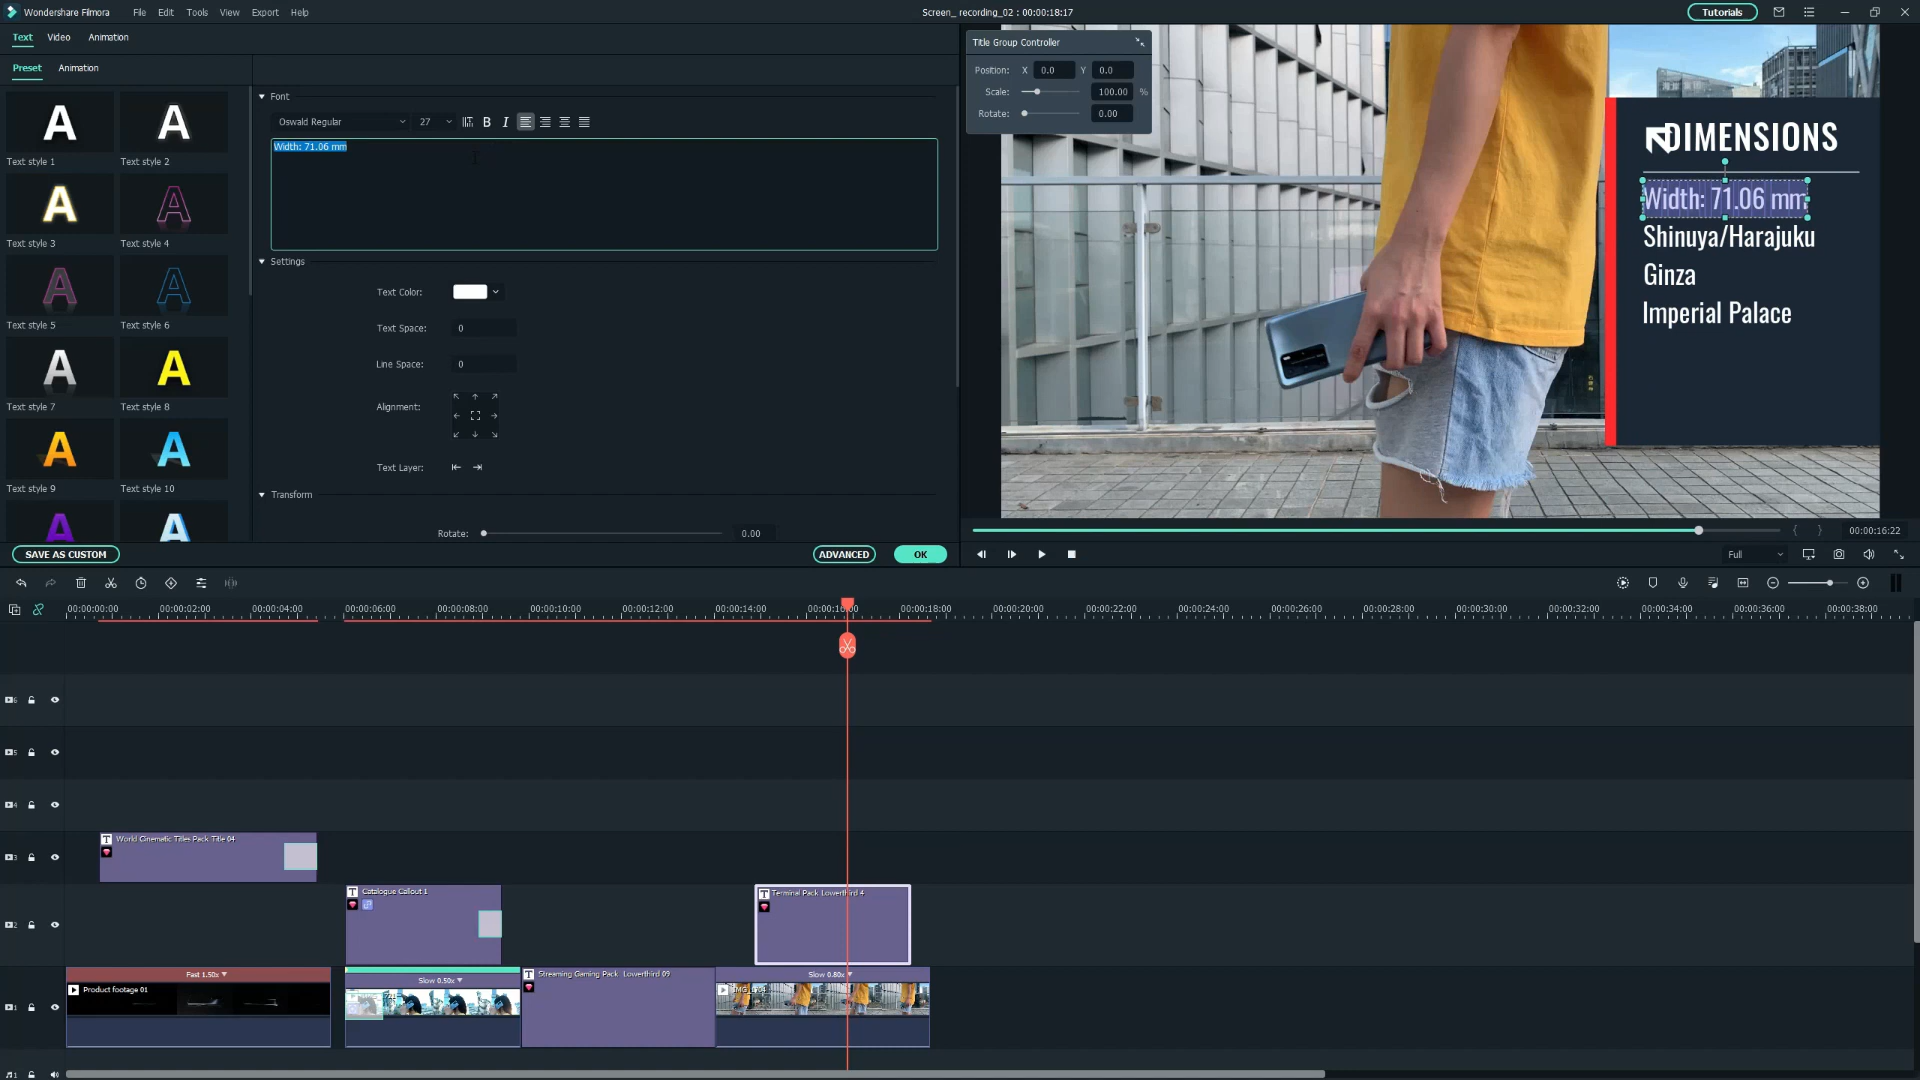 Wondershare Filmora
File Edit Tools View Export Help
Screen_ recording_02 : 00:00:18:17
Tutorials
Text Video Animation
Preset Animation
Text style 1
Text style 2
Text style 3
Text style 4
Text style 5
Text style 6
Text style 7
Text style 8
Text style 9
Text style 10
SAVE AS CUSTOM
Font
Oswald Regular 27 B I
Width: 71.06 mm
Settings
Text Color:
Text Space: 0
Line Space: 0
Alignment:
Text Layer:
Transform
Rotate: 0.00
ADVANCED OK
Title Group Controller
Position: X 0.0 Y 0.0
Scale: 100.00 %
Rotate: 0.00
DIMENSIONS
Width: 71.06 mm
Shinuya/Harajuku
Ginza
Imperial Palace
00:00:16:22
Full
00:00:00:00 00:00:02:00 00:00:04:00 00:00:06:00 00:00:08:00 00:00:10:00 00:00:12:00 00:00:14:00 00:00:16:00 00:00:18:00 00:00:20:00 00:00:22:00 00:00:24:00 00:00:26:00 00:00:28:00 00:00:30:00 00:00:32:00 00:00:34:00 00:00:36:00 00:00:38:00
6
5
4
3
World Cinematic Titles Pack Title 04
2
Catalogue Callout 1
Terminal Pack Lowerthird 4
1
Fast 1.50x
Product footage 01
Slow 0.50x
Streaming Gaming Pack Lowerthird 09
Slow 0.80x
1